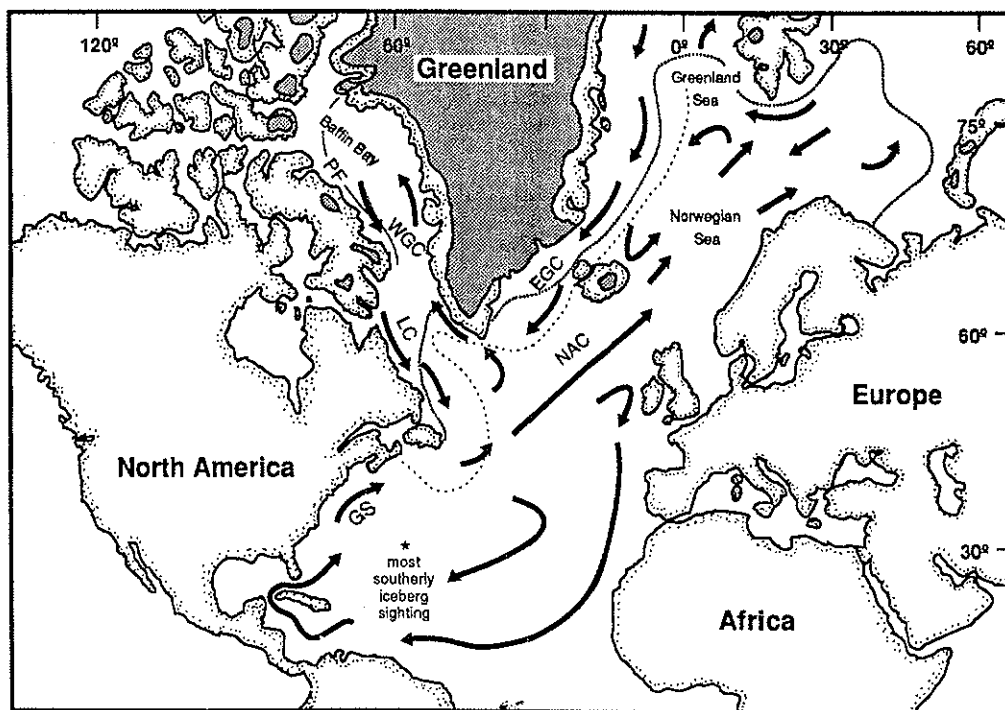 120º
60º
0º
30º
60º
Greenland
Greenland
Sea
75º
Baffin Bay
PF
WGC
Norwegian
Sea
EGC
LC
NAC
60º
Europe
North America
GS
30º
*
most
southerly
iceberg
sighting
Africa